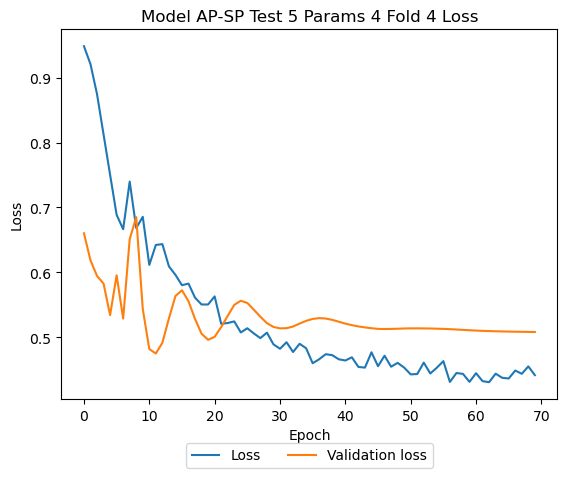 Model AP-SP Test 5 Params 4 Fold 4 Loss
Loss
0.9
0.8
0.7
0.6
0.5
0 10 20 30 40 50 60 70
Epoch
Loss Validation loss